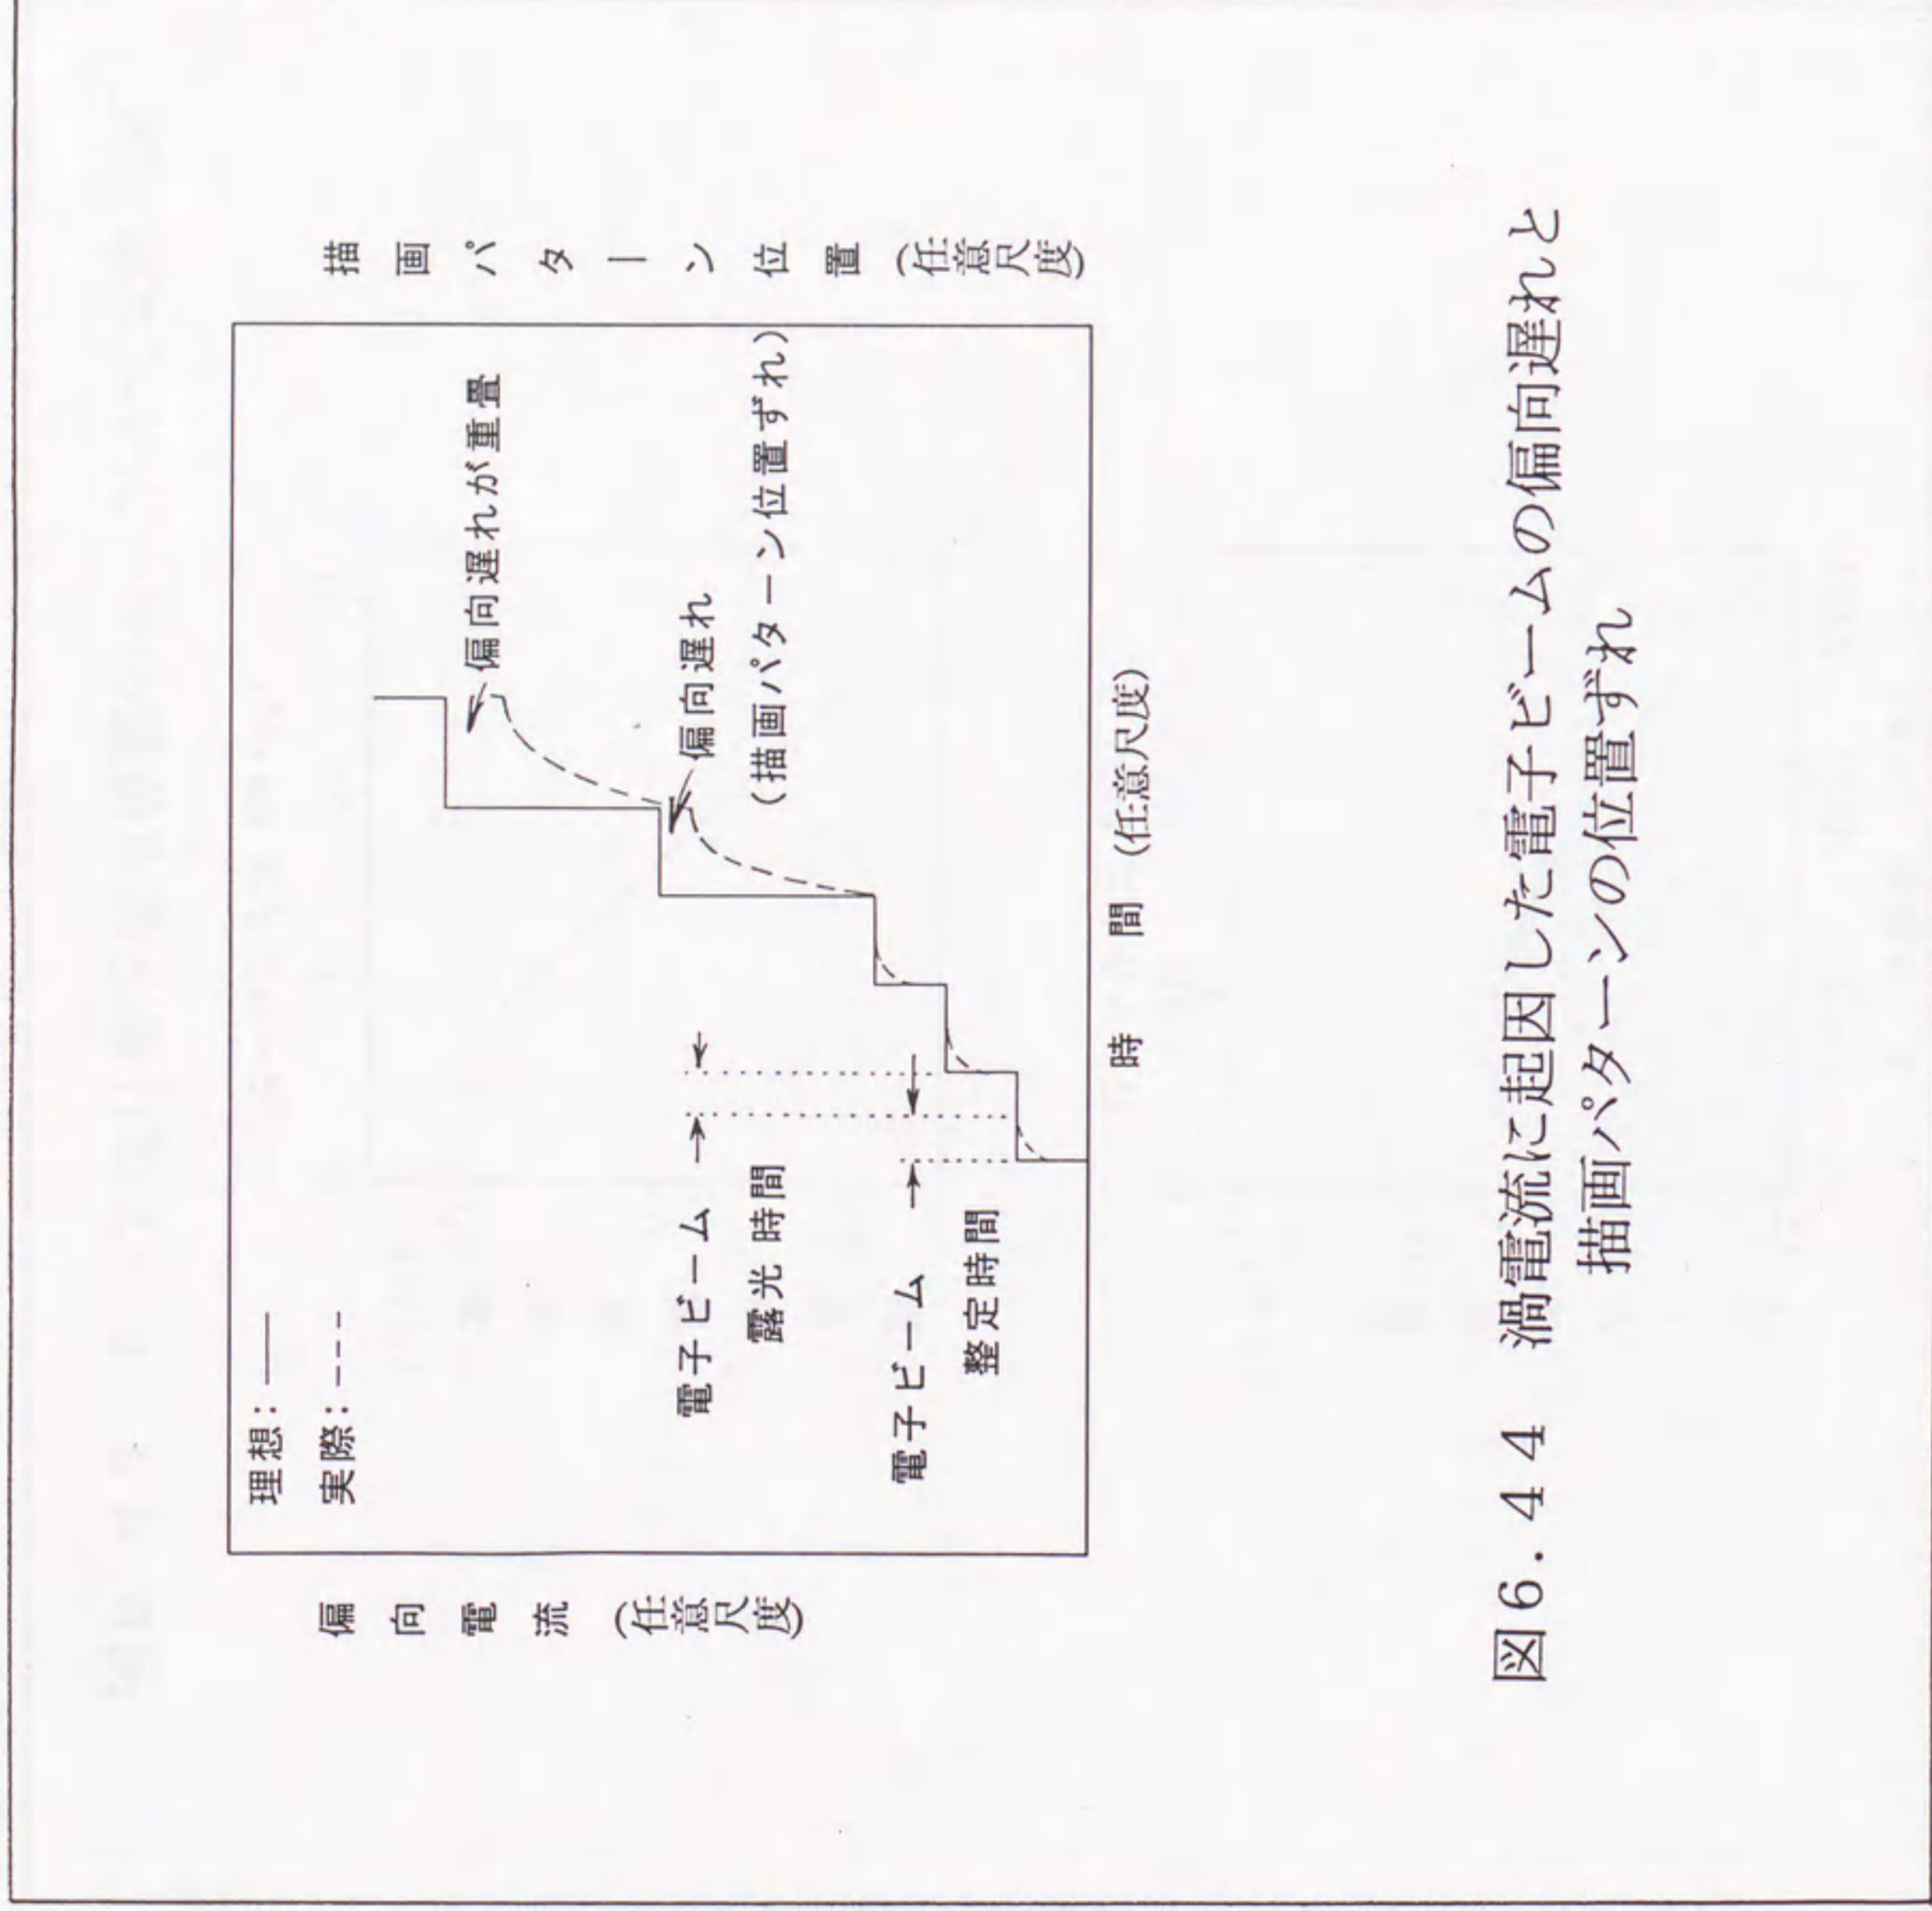 理想：——
実際：---
偏向電流（任意尺度）
描画パターン位置（任意尺度）
偏向遅れが重畳
偏向遅れ
（描画パターン位置ずれ）
電子ビーム
露光時間
電子ビーム
整定時間
時間（任意尺度）
図6．44　渦電流に起因した電子ビームの偏向遅れと
描画パターンの位置ずれ